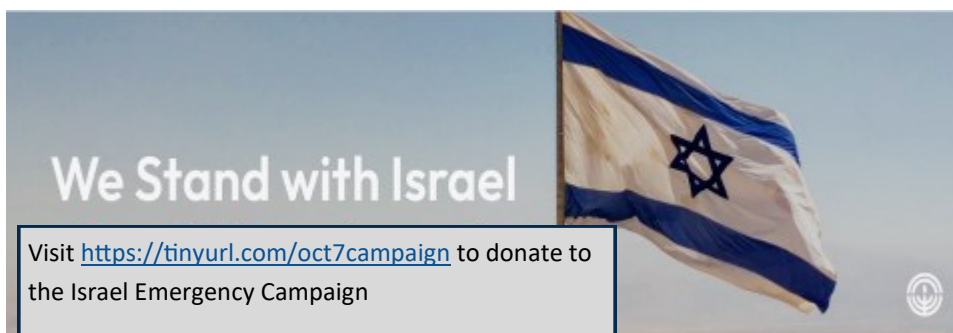 We Stand with Israel
Visit https://tinyurl.com/oct7campaign to donate to
the Israel Emergency Campaign